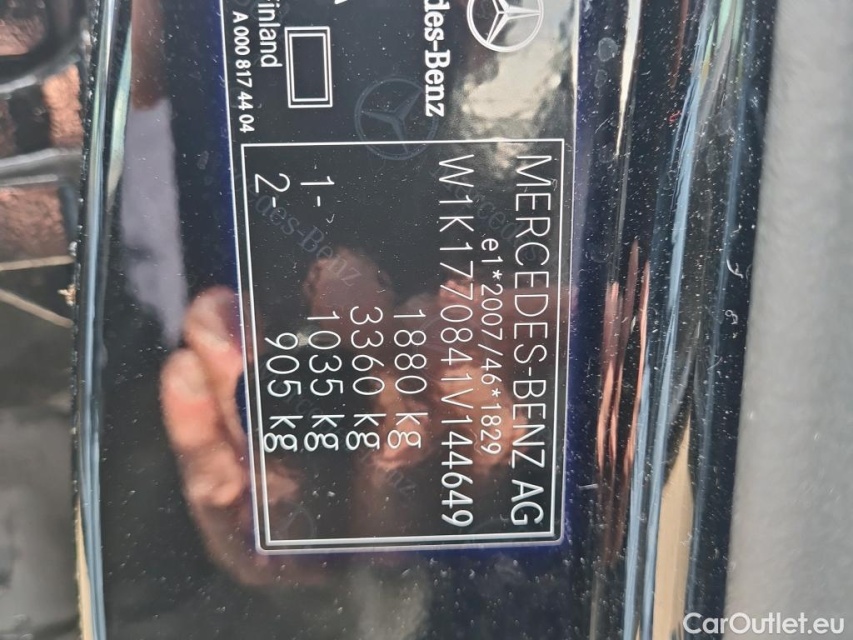 des-Benz
inland
A 000 817 44 04
MERCEDES-BENZ AG
e1*2007/46*1829
W1K1770841V144649
1880 kg
3360 kg
1- 1035 kg
2- 905 kg
CarOutlet.eu